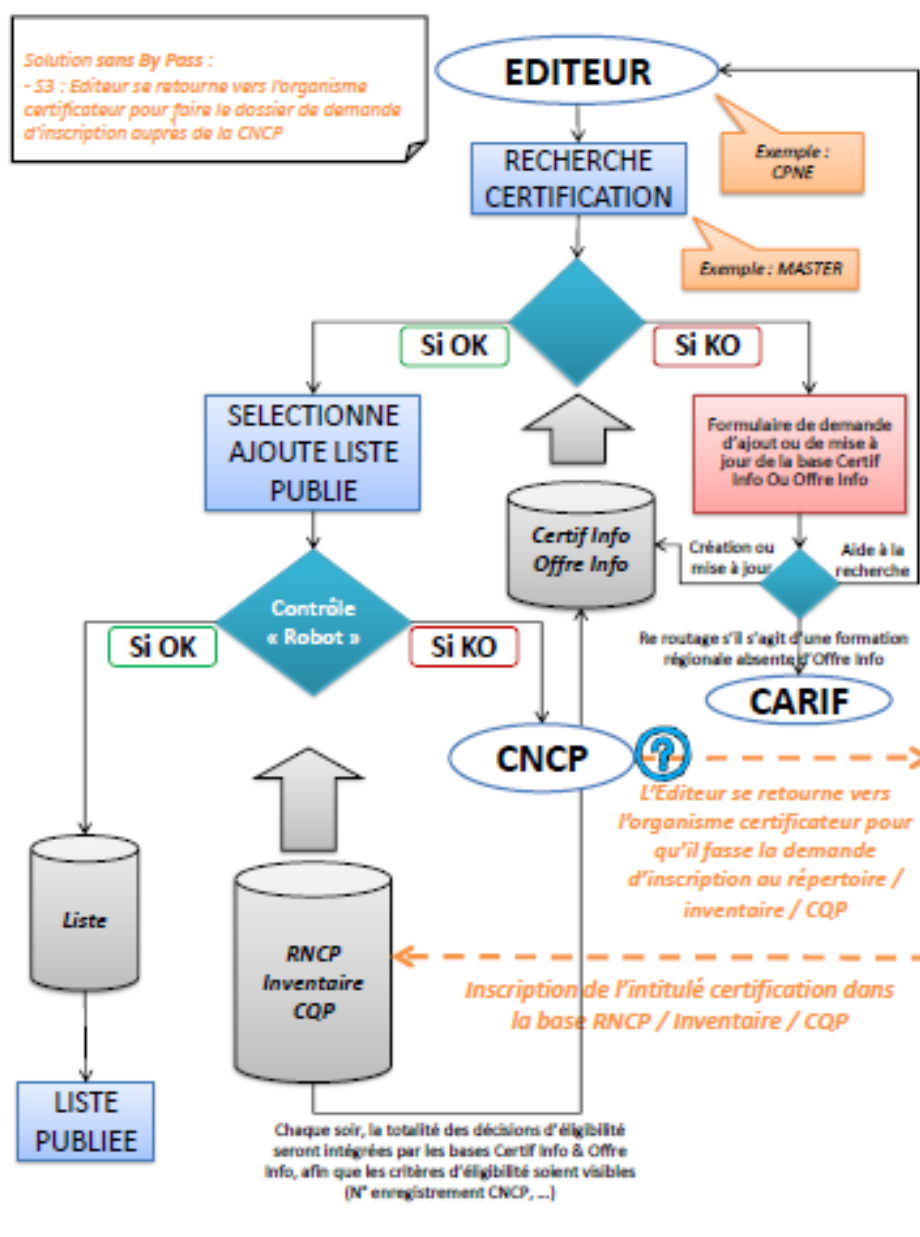 Solution sans By Pass :
- S3 : Editeur se retourne vers l'organisme
certificateur pour faire le dossier de demande
d'inscription auprès de la CNCP
EDITEUR
Exemple :
CPNE
RECHERCHE
CERTIFICATION
Exemple : MASTER
Si OK
Si KO
SELECTIONNE
AJOUTE LISTE
PUBLIE
Formulaire de demande
d'ajout ou de mise à
jour de la base Certif
Info Ou Offre Info
Certif Info
Offre Info
Création ou
mise à jour
Aide à la
recherche
Contrôle
« Robot »
Si OK
Si KO
Re routage s'il s'agit d'une formation
régionale absente d'Offre Info
CARIF
CNCP
?
L'Editeur se retourne vers
l'organisme certificateur pour
qu'il fasse la demande
d'inscription au répertoire /
inventaire / CQP
Liste
RNCP
Inventaire
CQP
Inscription de l'intitulé certification dans
la base RNCP / Inventaire / CQP
LISTE
PUBLIEE
Chaque soir, la totalité des décisions d'éligibilité
seront intégrées par les bases Certif Info & Offre
Info, afin que les critères d'éligibilité soient visibles
(N° enregistrement CNCP, ...)